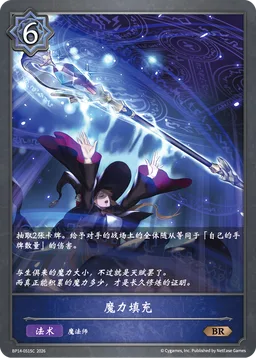 6
抽取2张卡牌。给予对手的战场上的全体随从等同于「自己的手
牌数量」的伤害。
与生俱来的魔力大小，不过就是天赋罢了。
而真正能积累的魔力多少，才是长久修炼的证明。
魔力填充
法术 魔法师 BR
© Cygames, Inc. Published by NetEase Games